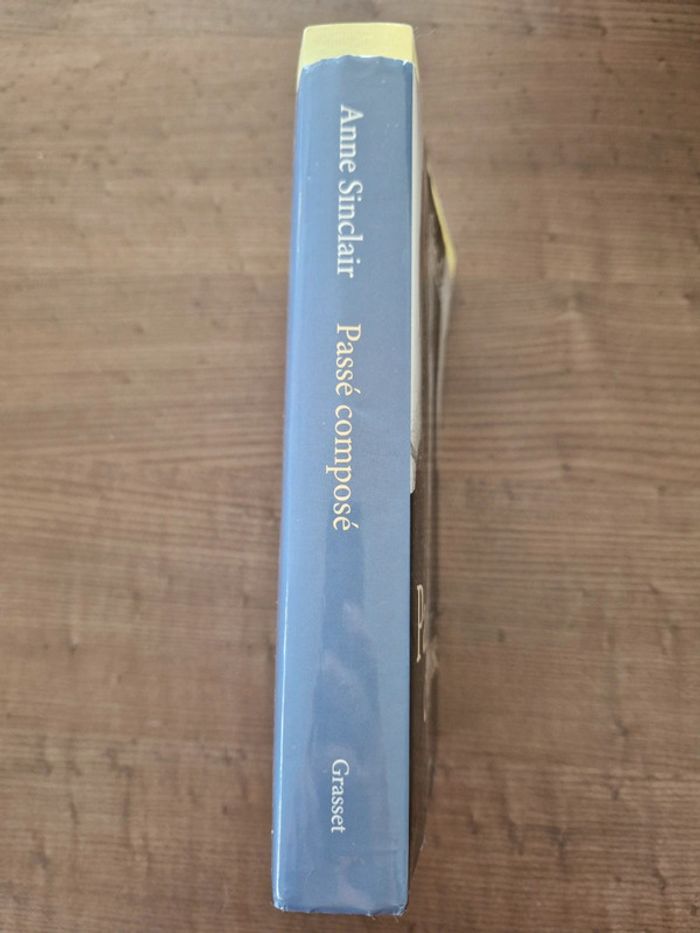 Anne Sinclair
Passé composé
Grasset